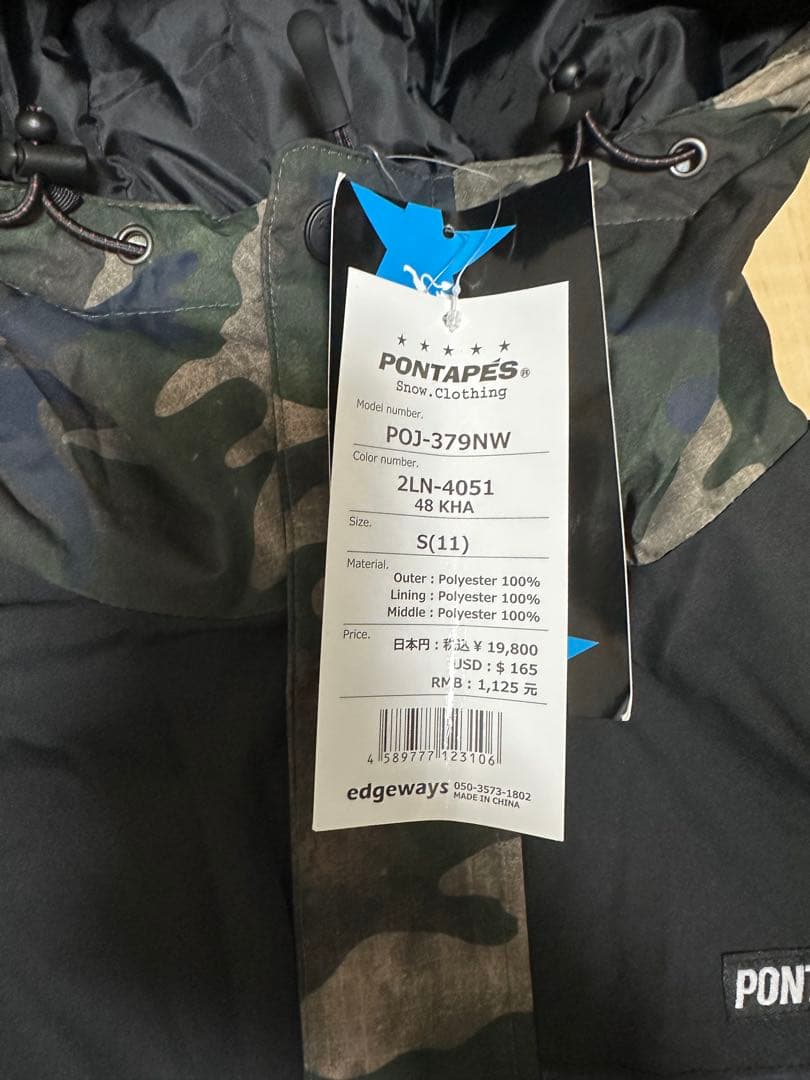 ★ ★ ★ ★ ★
PONTAPÉS®
Snow.Clothing
Model number.
POJ-379NW
Color number.
2LN-4051
48 KHA
Size.
S(11)
Material.
Outer : Polyester 100%
Lining : Polyester 100%
Middle : Polyester 100%
Price.
日本円 : 税込 ¥ 19,800
USD : $ 165
RMB : 1,125 元
4 589777 123106
edgeways 050-3573-1802
MADE IN CHINA
PONT